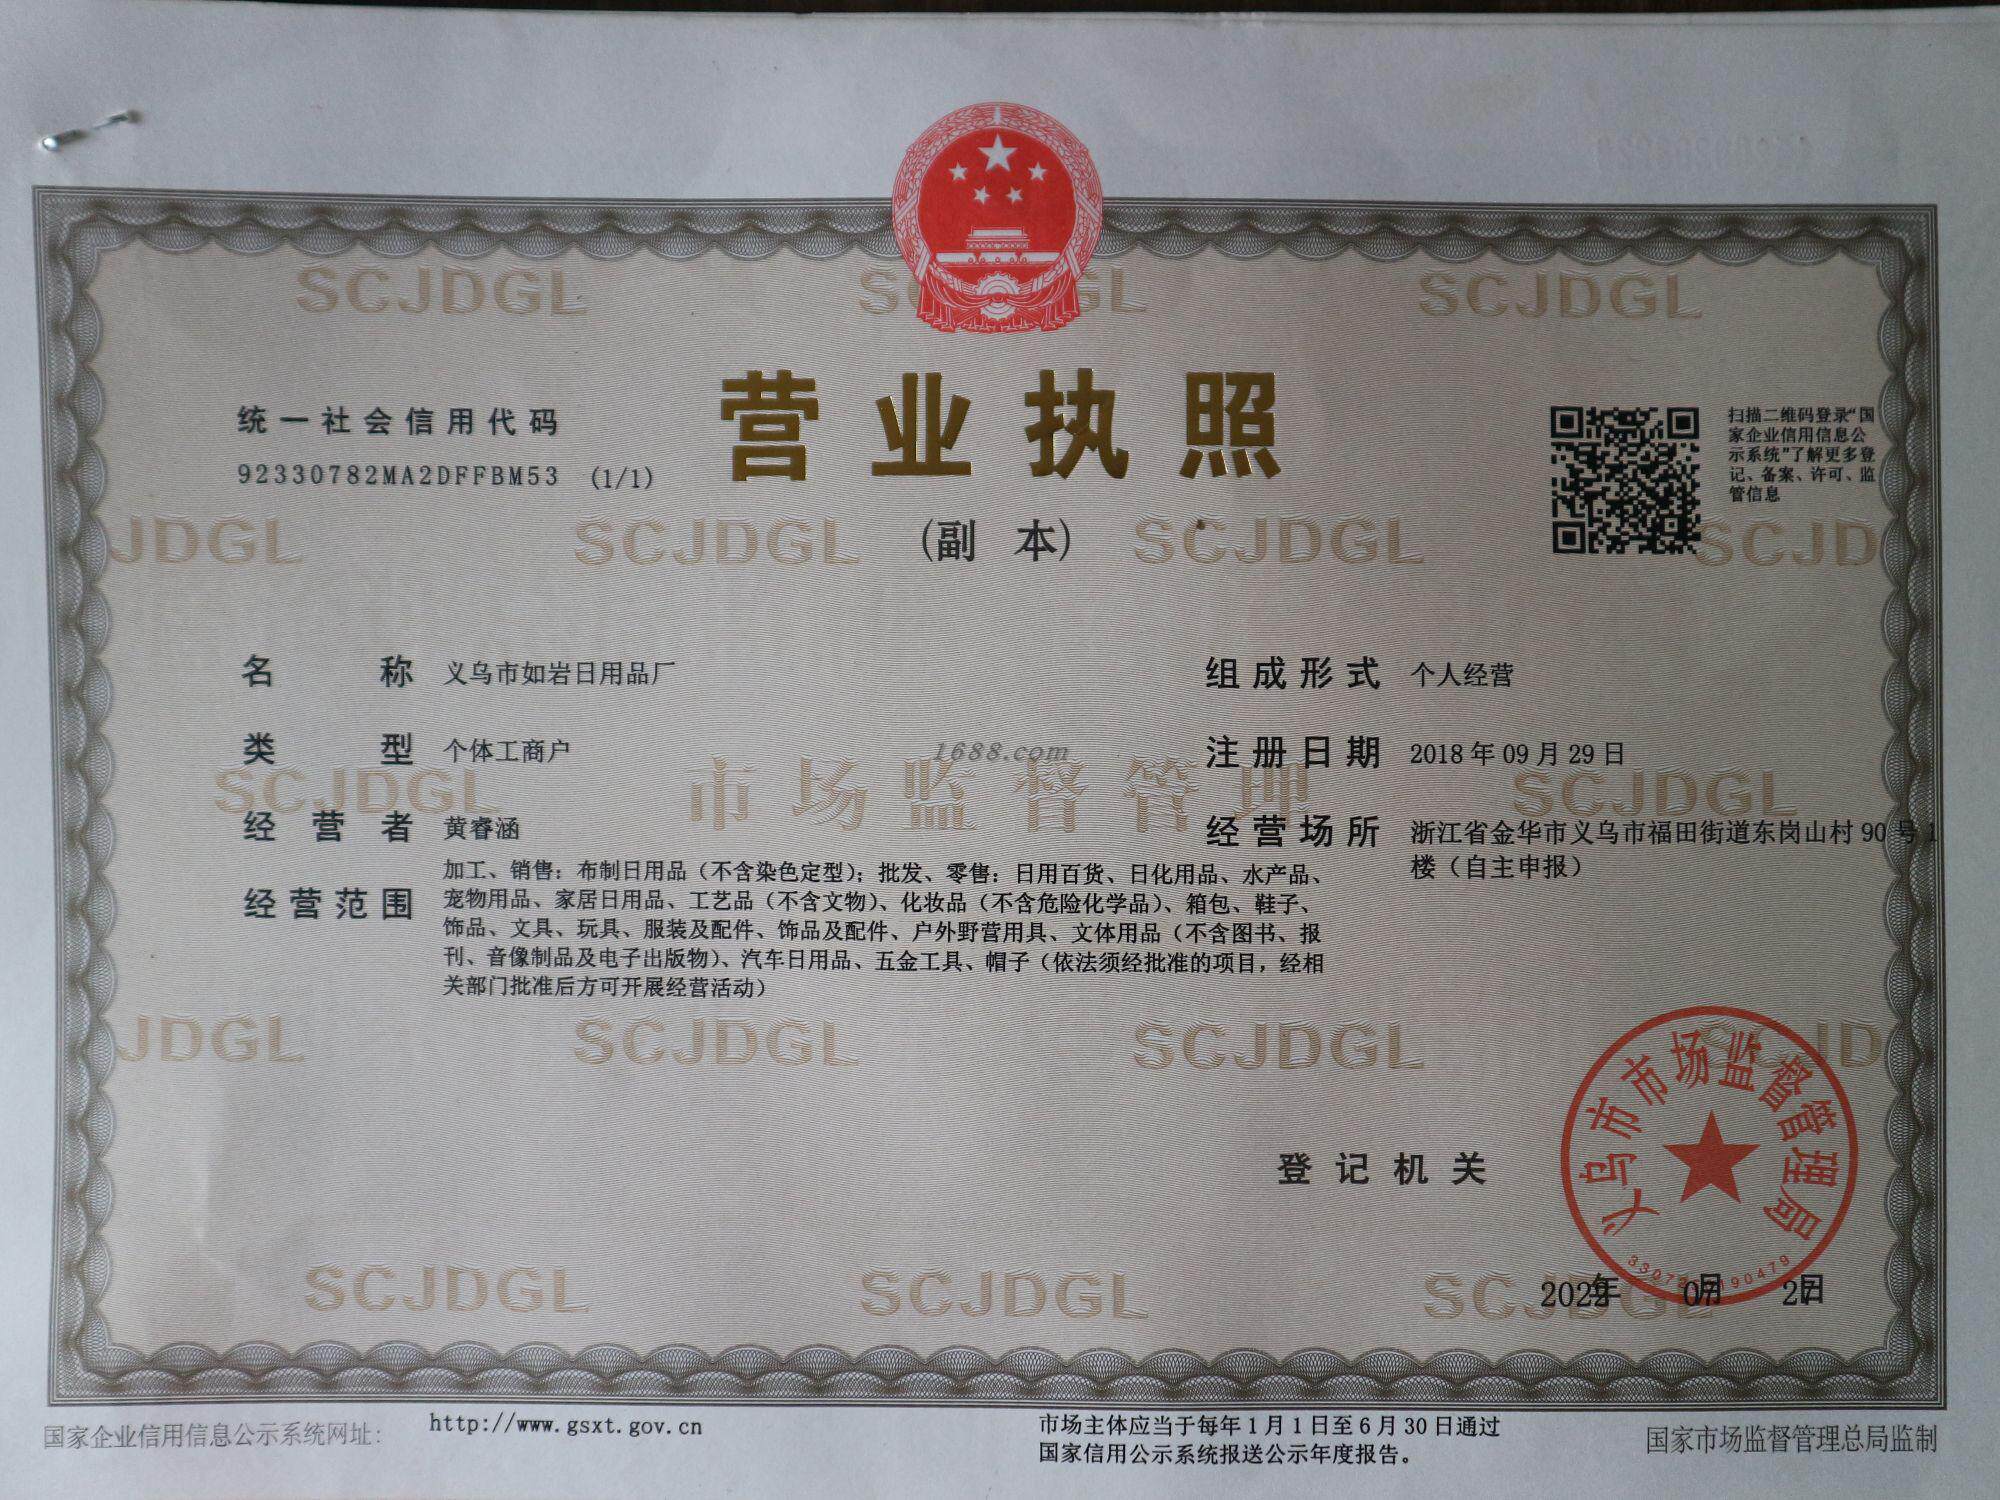 SCJDGL
营业执照
(副 本)
统一社会信用代码
92330782MA2DFFBM53 (1/1)
扫描二维码登录“国
家企业信用信息公
示系统”了解更多登
记、备案、许可、监
管信息
名 称 义乌市如岩日用品厂
类 型 个体工商户
经 营 者 黄睿涵
经营范围 加工、销售：布制日用品（不含染色定型）；批发、零售：日用百货、日化用品、水产品、
宠物用品、家居日用品、工艺品（不含文物）、化妆品（不含危险化学品）、箱包、鞋子、
饰品、文具、玩具、服装及配件、饰品及配件、户外野营用具、文体用品（不含图书、报
刊、音像制品及电子出版物）、汽车日用品、五金工具、帽子（依法须经批准的项目，经相
关部门批准后方可开展经营活动）
组成形式 个人经营
注册日期 2018 年 09 月 29 日
经营场所 浙江省金华市义乌市福田街道东岗山村 90 号 1
楼（自主申报）
1688.com
市场监督管理
登记机关
义乌市市场监督管理局
2022年 07月 27日
国家企业信用信息公示系统网址：
http://www.gsxt.gov.cn
市场主体应当于每年 1 月 1 日至 6 月 30 日通过
国家信用公示系统报送公示年度报告。
国家市场监督管理总局监制